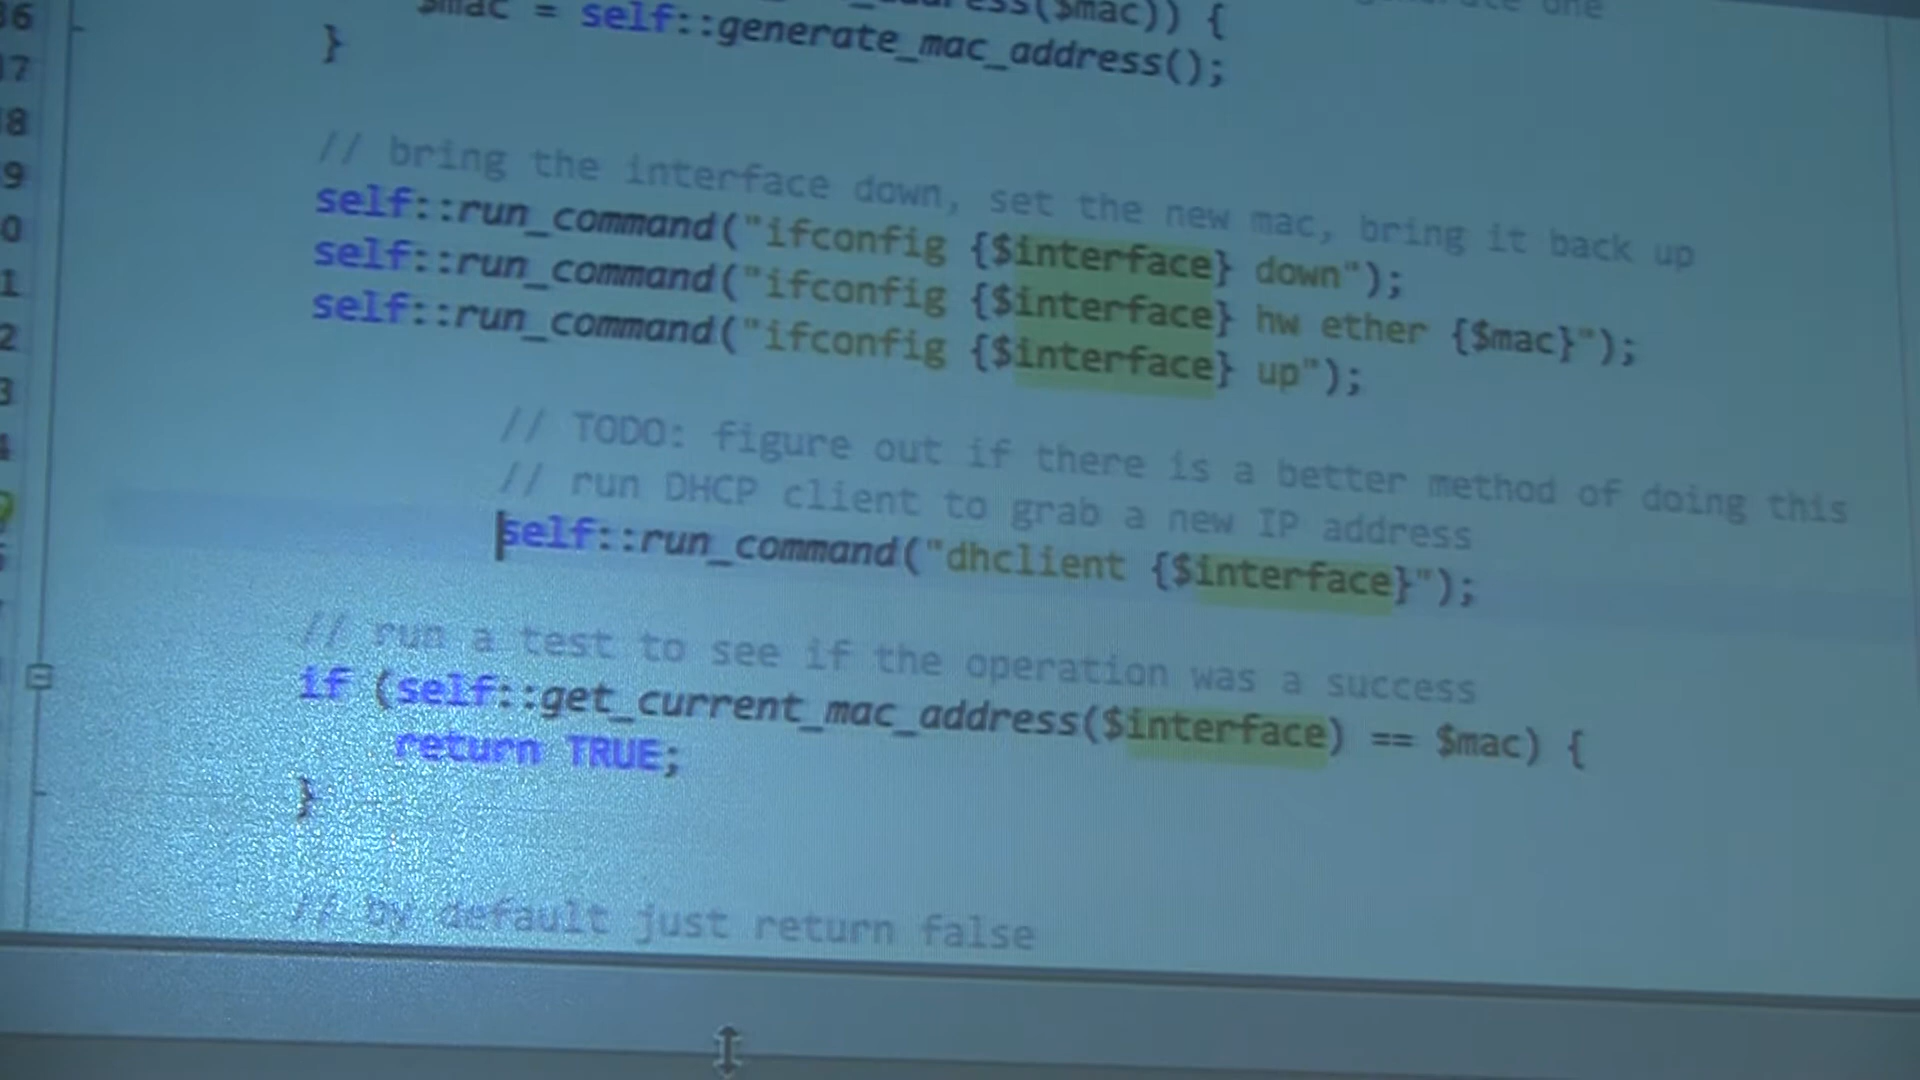 $mac)) {
$mac = self::generate_mac_address();
}
// bring the interface down, set the new mac, bring it back up
self::run_command("ifconfig {$interface} down");
self::run_command("ifconfig {$interface} hw ether {$mac}");
self::run_command("ifconfig {$interface} up");
// TODO: figure out if there is a better method of doing this
// run DHCP client to grab a new IP address
self::run_command("dhclient {$interface}");
// run a test to see if the operation was a success
if (self::get_current_mac_address($interface) == $mac) {
return TRUE;
}
// by default just return false